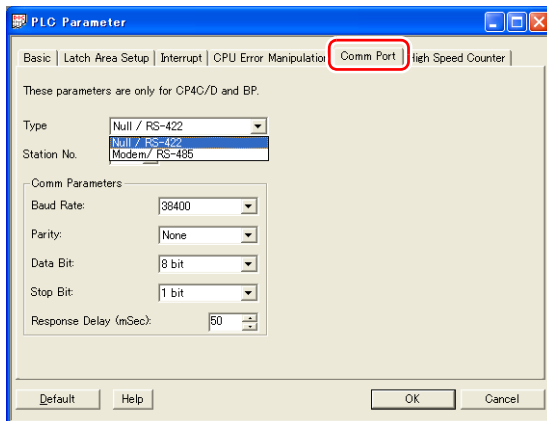 PLC Parameter
Basic | Latch Area Setup | Interrupt | CPU Error Manipulation | Comm Port | High Speed Counter
These parameters are only for CP4C/D and BP.
Type Null / RS-422
Null / RS-422
Station No. Modem/ RS-485
Comm Parameters
Baud Rate: 38400
Parity: None
Data Bit: 8 bit
Stop Bit: 1 bit
Response Delay (mSec): 50
Default Help OK Cancel